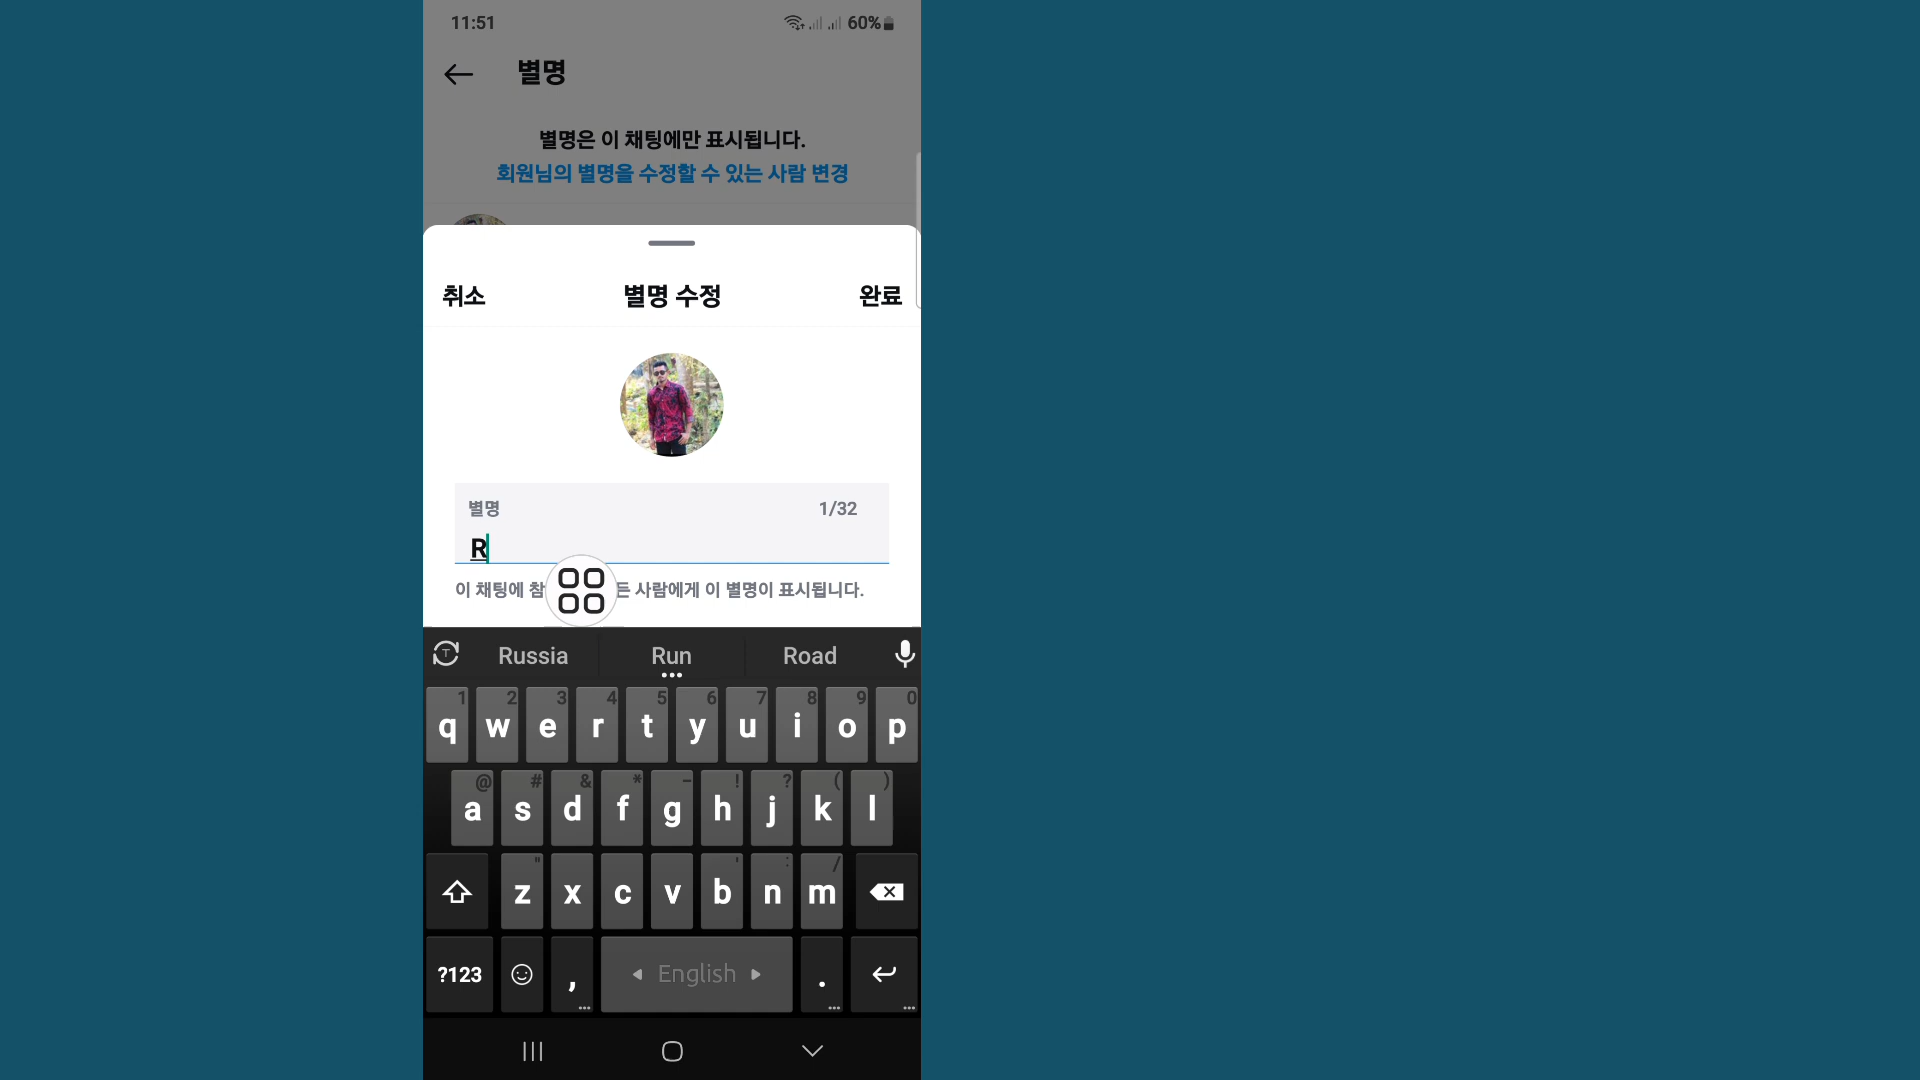 11:51
60%
별명
별명은 이 채팅에만 표시됩니다.
회원님의 별명을 수정할 수 있는 사람 변경
취소
별명 수정
완료
별명
1/32
R
이 채팅에 참
든 사람에게 이 별명이 표시됩니다.
T
Russia
Run
Road
1 2 3 4 5 6 7 8 9 0
q w e r t y u i o p
@ # & * - ! ? ( )
a s d f g h j k l
" ' : /
z x c v b n m
?123
,
English
.